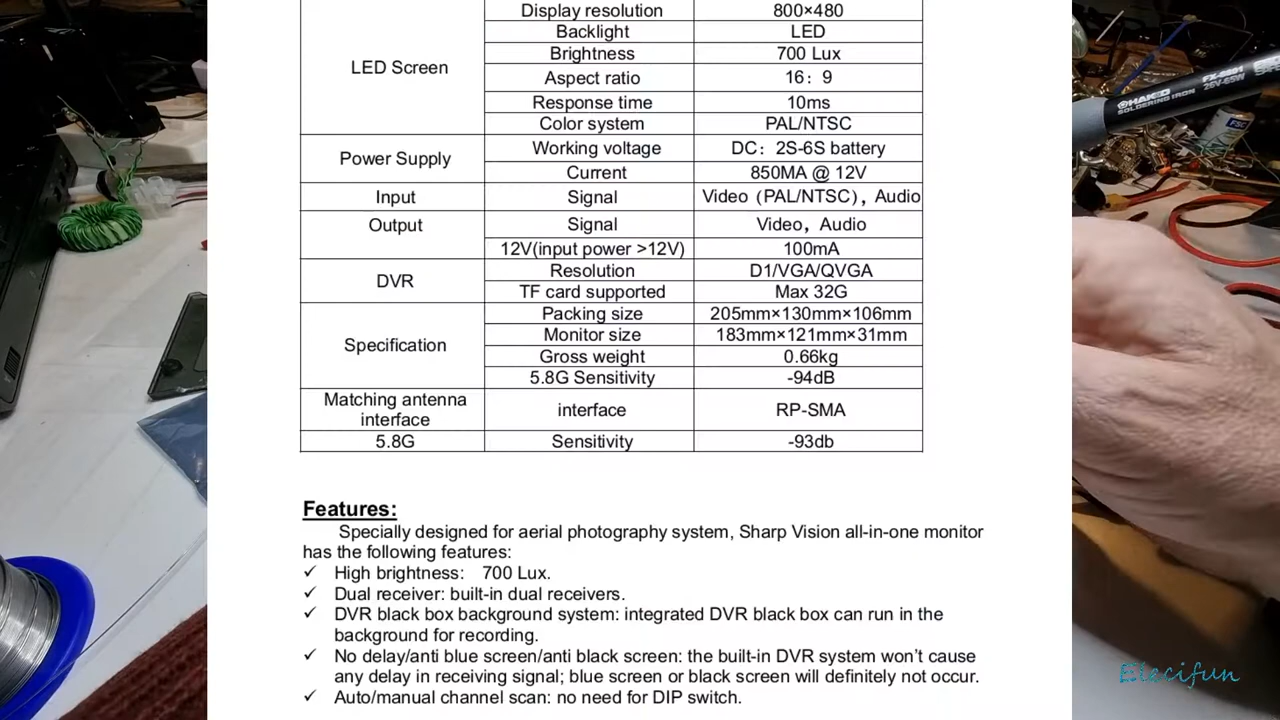 Display resolution 800×480
Backlight LED
LED Screen Brightness 700 Lux
Aspect ratio 16：9
Response time 10ms
Color system PAL/NTSC
Power Supply Working voltage DC：2S-6S battery
Current 850MA @ 12V
Input Signal Video (PAL/NTSC), Audio
Output Signal Video, Audio
12V(input power >12V) 100mA
DVR Resolution D1/VGA/QVGA
TF card supported Max 32G
Specification Packing size 205mm×130mm×106mm
Monitor size 183mm×121mm×31mm
Gross weight 0.66kg
5.8G Sensitivity -94dB
Matching antenna
interface interface RP-SMA
5.8G Sensitivity -93db
Features:
Specially designed for aerial photography system, Sharp Vision all-in-one monitor
has the following features:
✓ High brightness: 700 Lux.
✓ Dual receiver: built-in dual receivers.
✓ DVR black box background system: integrated DVR black box can run in the
background for recording.
✓ No delay/anti blue screen/anti black screen: the built-in DVR system won't cause
any delay in receiving signal; blue screen or black screen will definitely not occur.
✓ Auto/manual channel scan: no need for DIP switch.
HAKKO
SOLDERING IRON
26V-65W
Elacifun